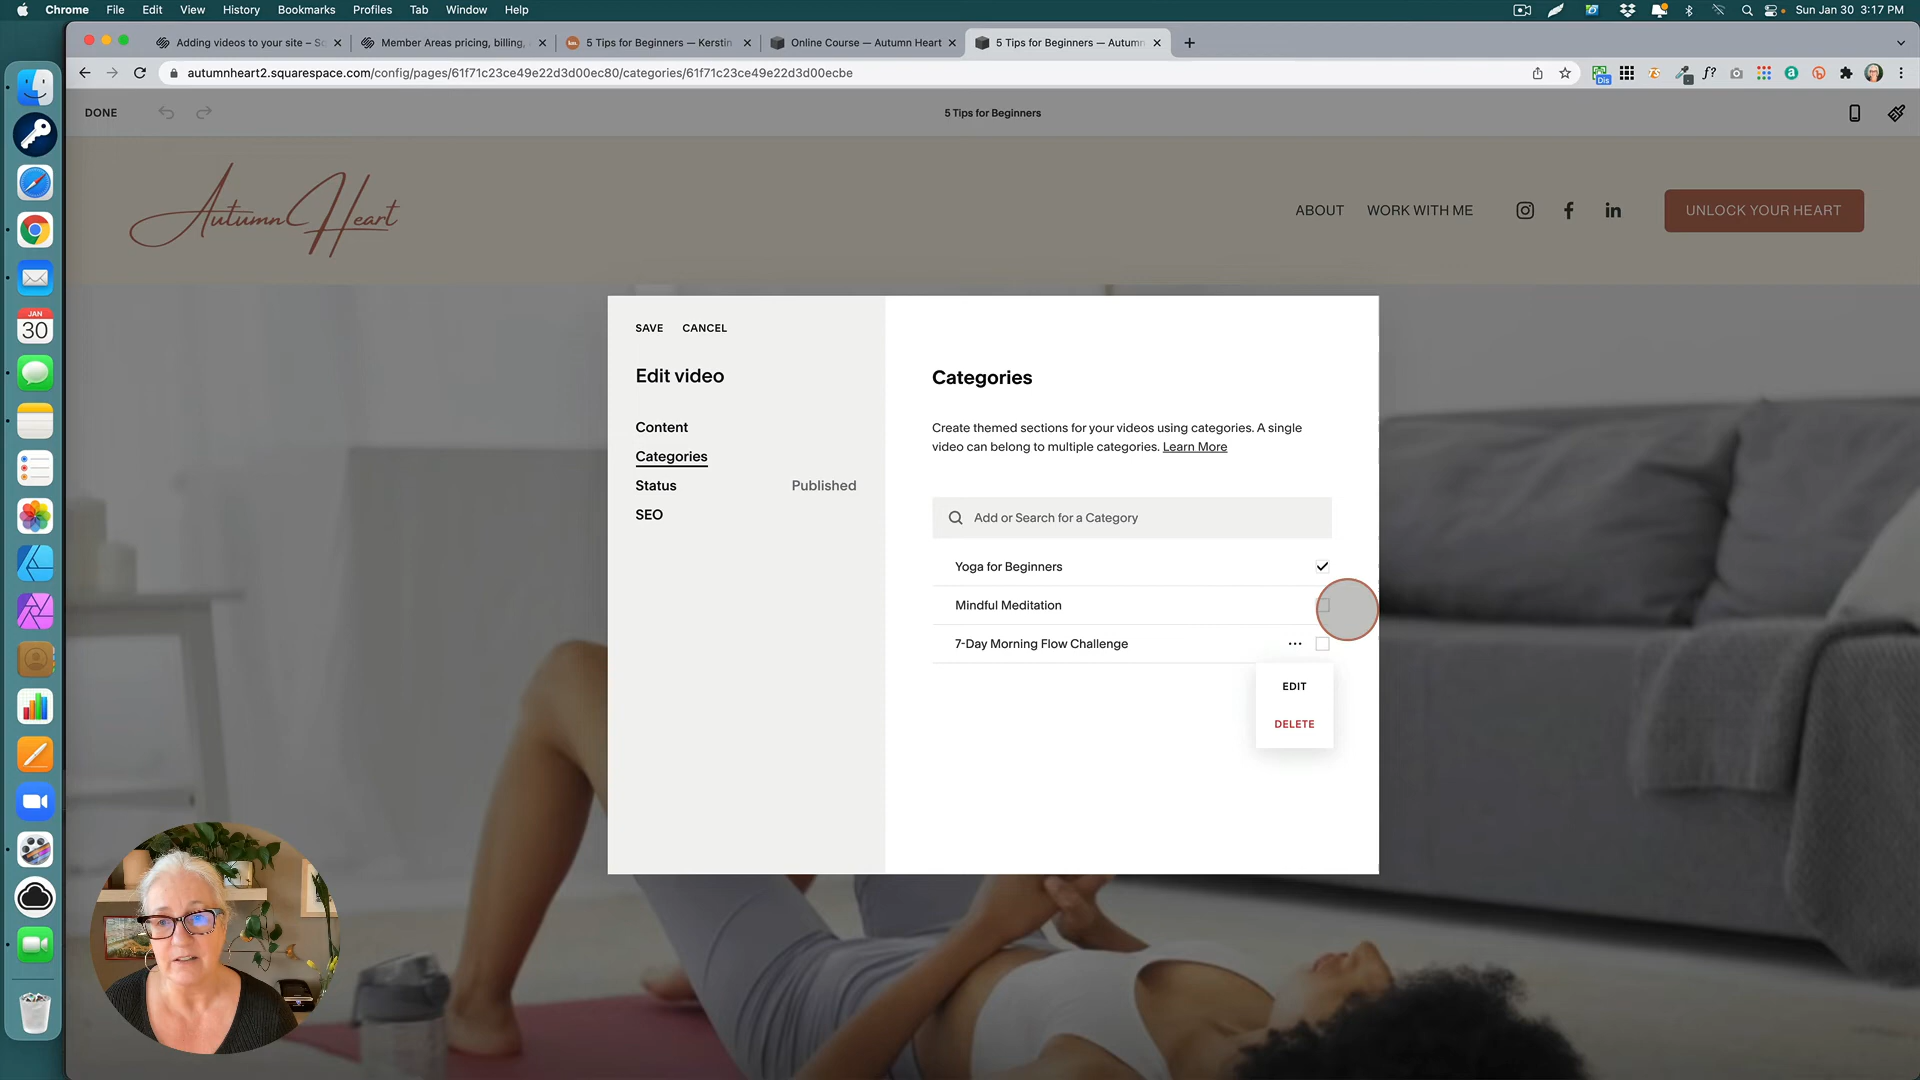 Chrome File Edit View History Bookmarks Profiles Tab Window Help
Sun Jan 30 3:17 PM
Adding videos to your site – Sq
Member Areas pricing, billing,
5 Tips for Beginners — Kerstin
Online Course — Autumn Heart
5 Tips for Beginners — Autumn
autumnheart2.squarespace.com/config/pages/61f71c23ce49e22d3d00ec80/categories/61f71c23ce49e22d3d00ecbe
Dis
f?
DONE
5 Tips for Beginners
Autumn Heart
ABOUT
WORK WITH ME
UNLOCK YOUR HEART
JAN
30
SAVE CANCEL
Edit video
Content
Categories
Status Published
SEO
Categories
Create themed sections for your videos using categories. A single
video can belong to multiple categories. Learn More
Add or Search for a Category
Yoga for Beginners
Mindful Meditation
7-Day Morning Flow Challenge
EDIT
DELETE